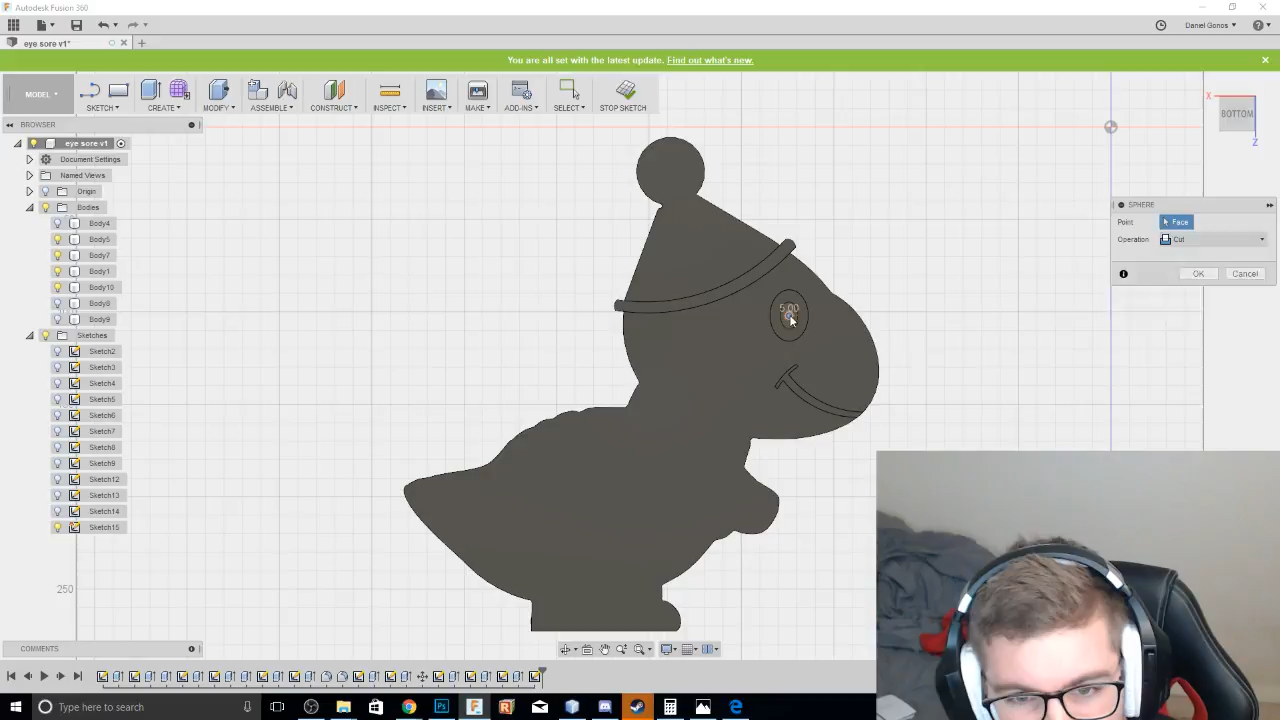 Autodesk Fusion 360
Daniel Gonos
eye sore v1*
You are all set with the latest update. Find out what's new.
MODEL
SKETCH
CREATE
MODIFY
ASSEMBLE
CONSTRUCT
INSPECT
INSERT
MAKE
ADD-INS
SELECT
STOP SKETCH
BROWSER
eye sore v1
Document Settings
Named Views
Origin
Bodies
Body4
Body5
Body7
Body1
Body10
Body8
Body9
Sketches
Sketch2
Sketch3
Sketch4
Sketch5
Sketch6
Sketch7
Sketch8
Sketch9
Sketch12
Sketch13
Sketch14
Sketch15
X
BOTTOM
Z
SPHERE
Point
Face
Operation
Cut
OK
Cancel
5.00
250
COMMENTS
Type here to search